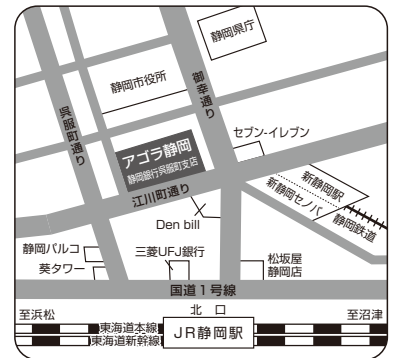 静岡県庁
静岡市役所
御幸通り
呉服町通り
セブン-イレブン
アゴラ静岡
静岡銀行呉服町支店
新静岡駅
新静岡セノバ
静岡鉄道
江川町通り
Den bill
静岡パルコ
葵タワー
三菱UFJ銀行
松坂屋
静岡店
国道1号線
至浜松
北口
至沼津
東海道本線
東海道新幹線
JR静岡駅